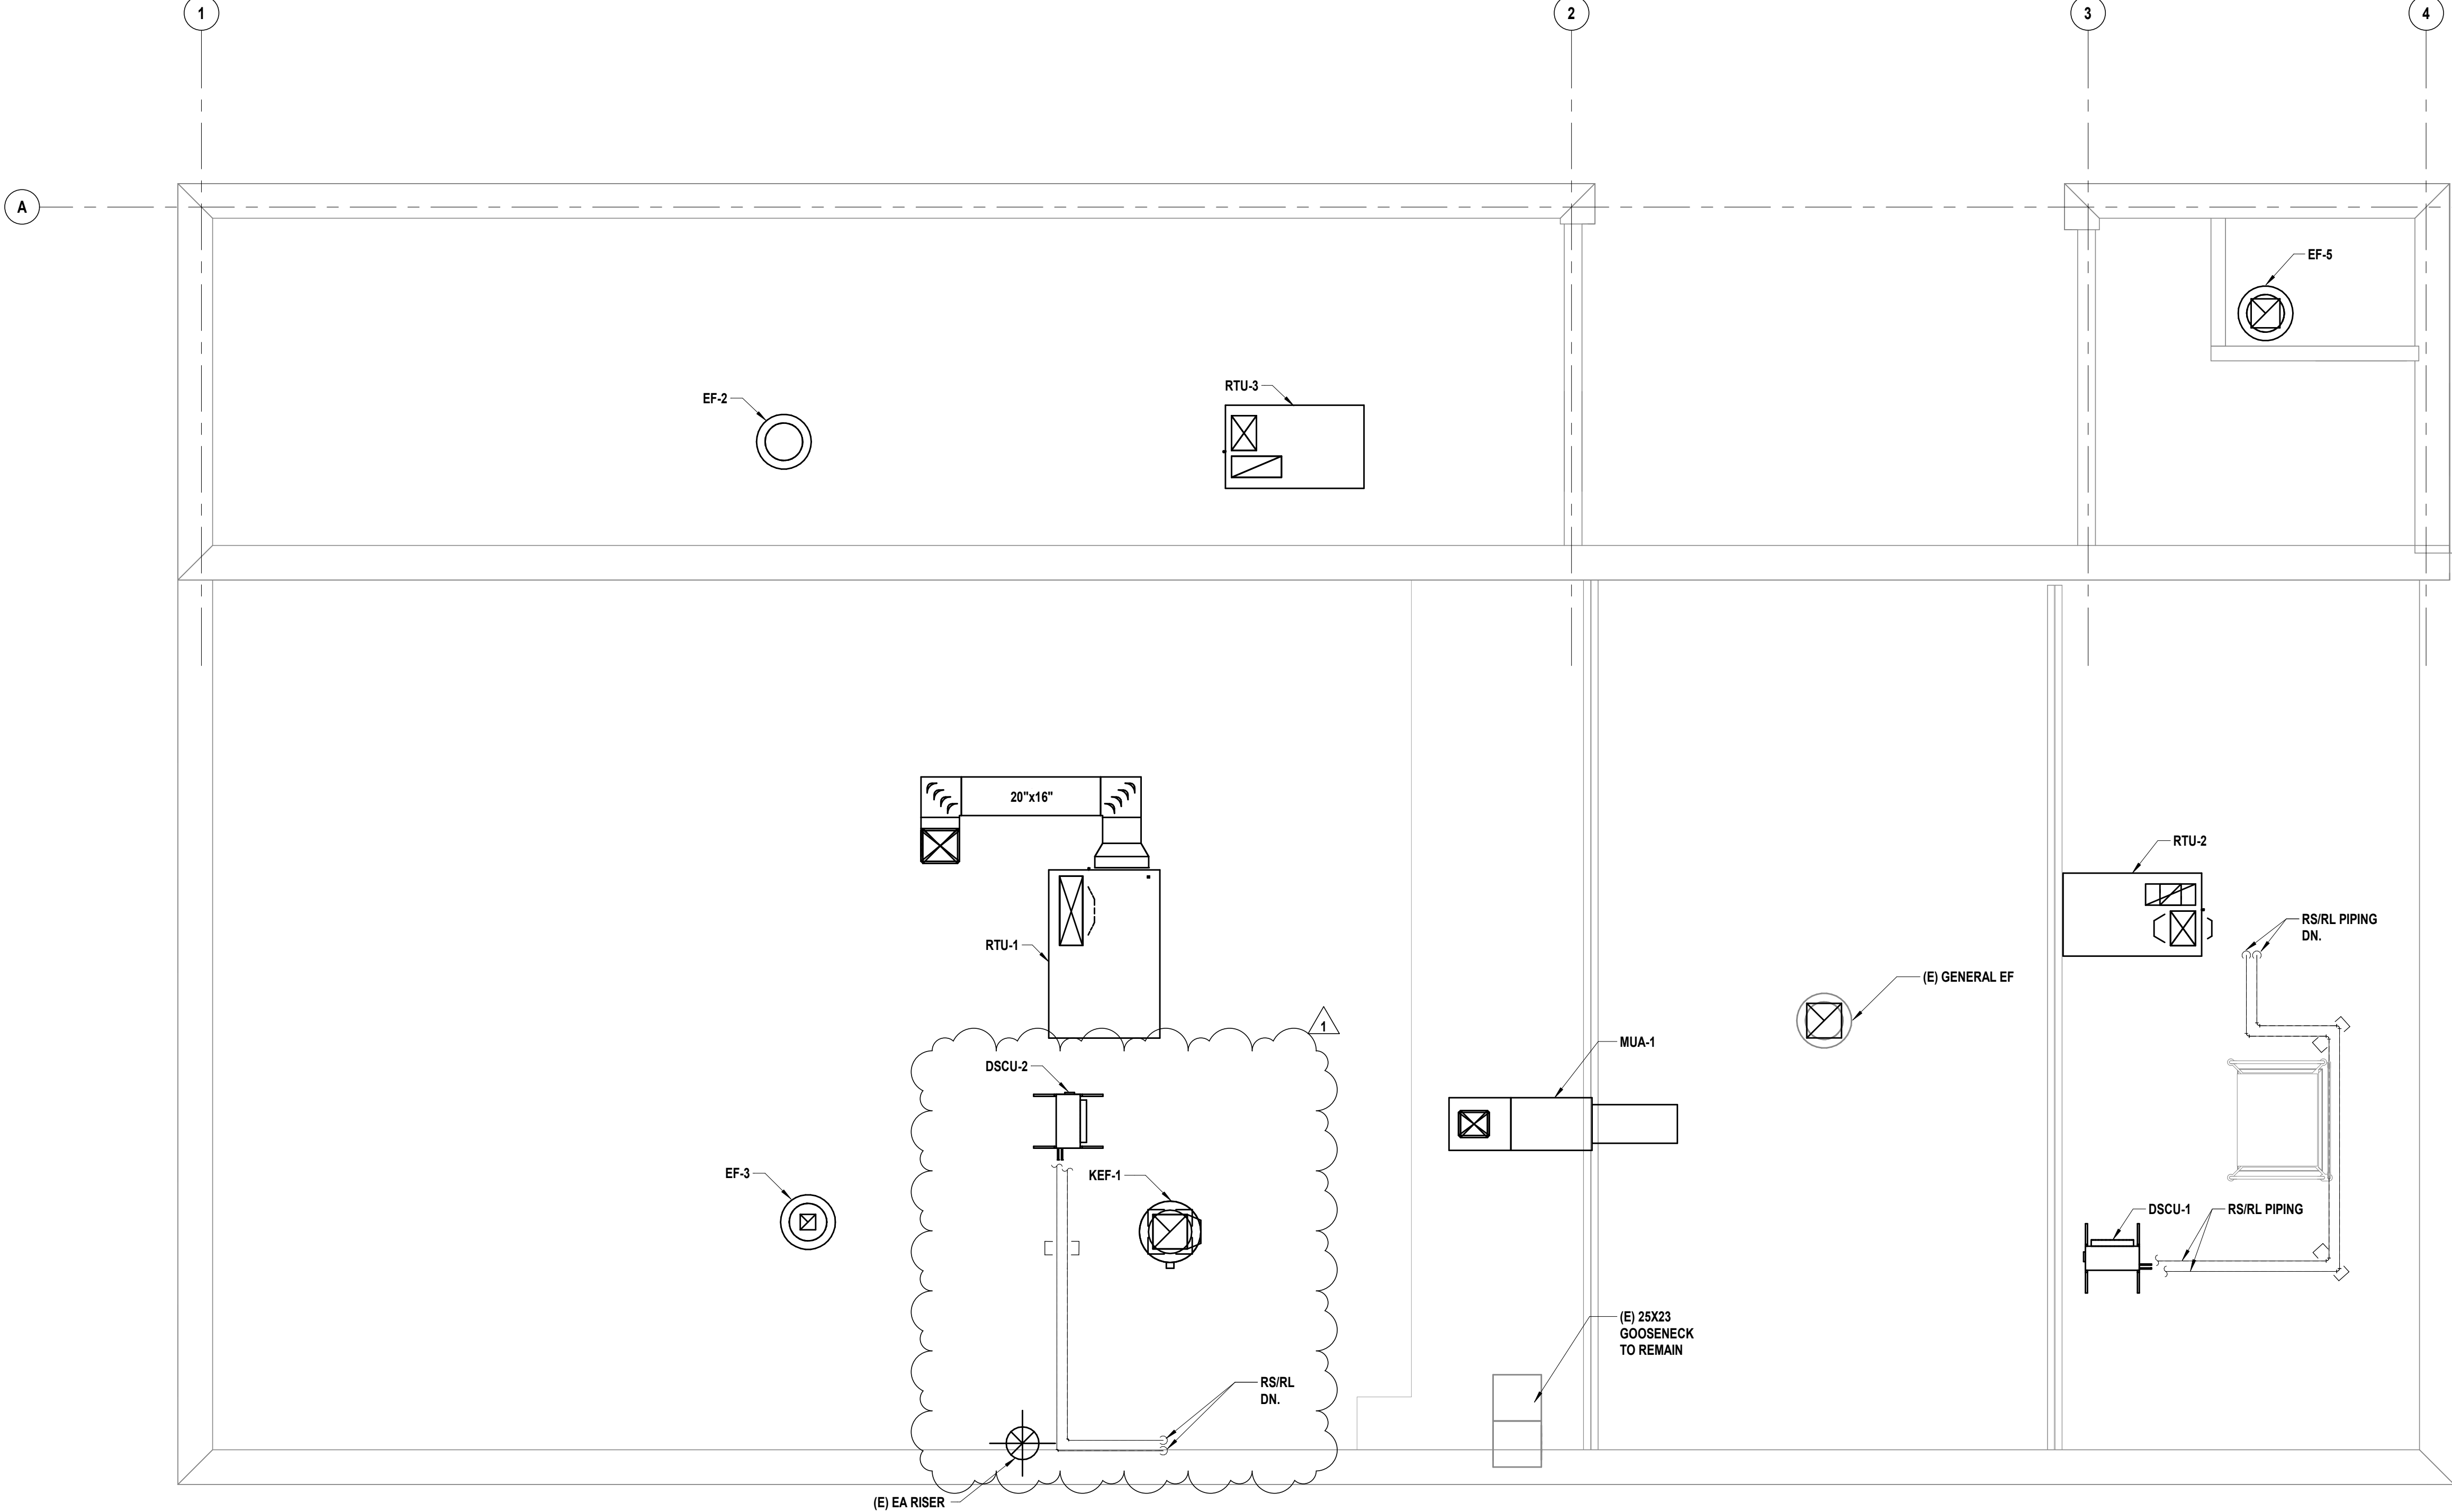 1
2
3
4
A
EF-5
RTU-3
EF-2
20"x16"
RTU-2
RS/RL PIPING
DN.
RTU-1
(E) GENERAL EF
1
MUA-1
DSCU-2
EF-3
KEF-1
DSCU-1
RS/RL PIPING
(E) 25X23
GOOSENECK
TO REMAIN
RS/RL
DN.
(E) EA RISER